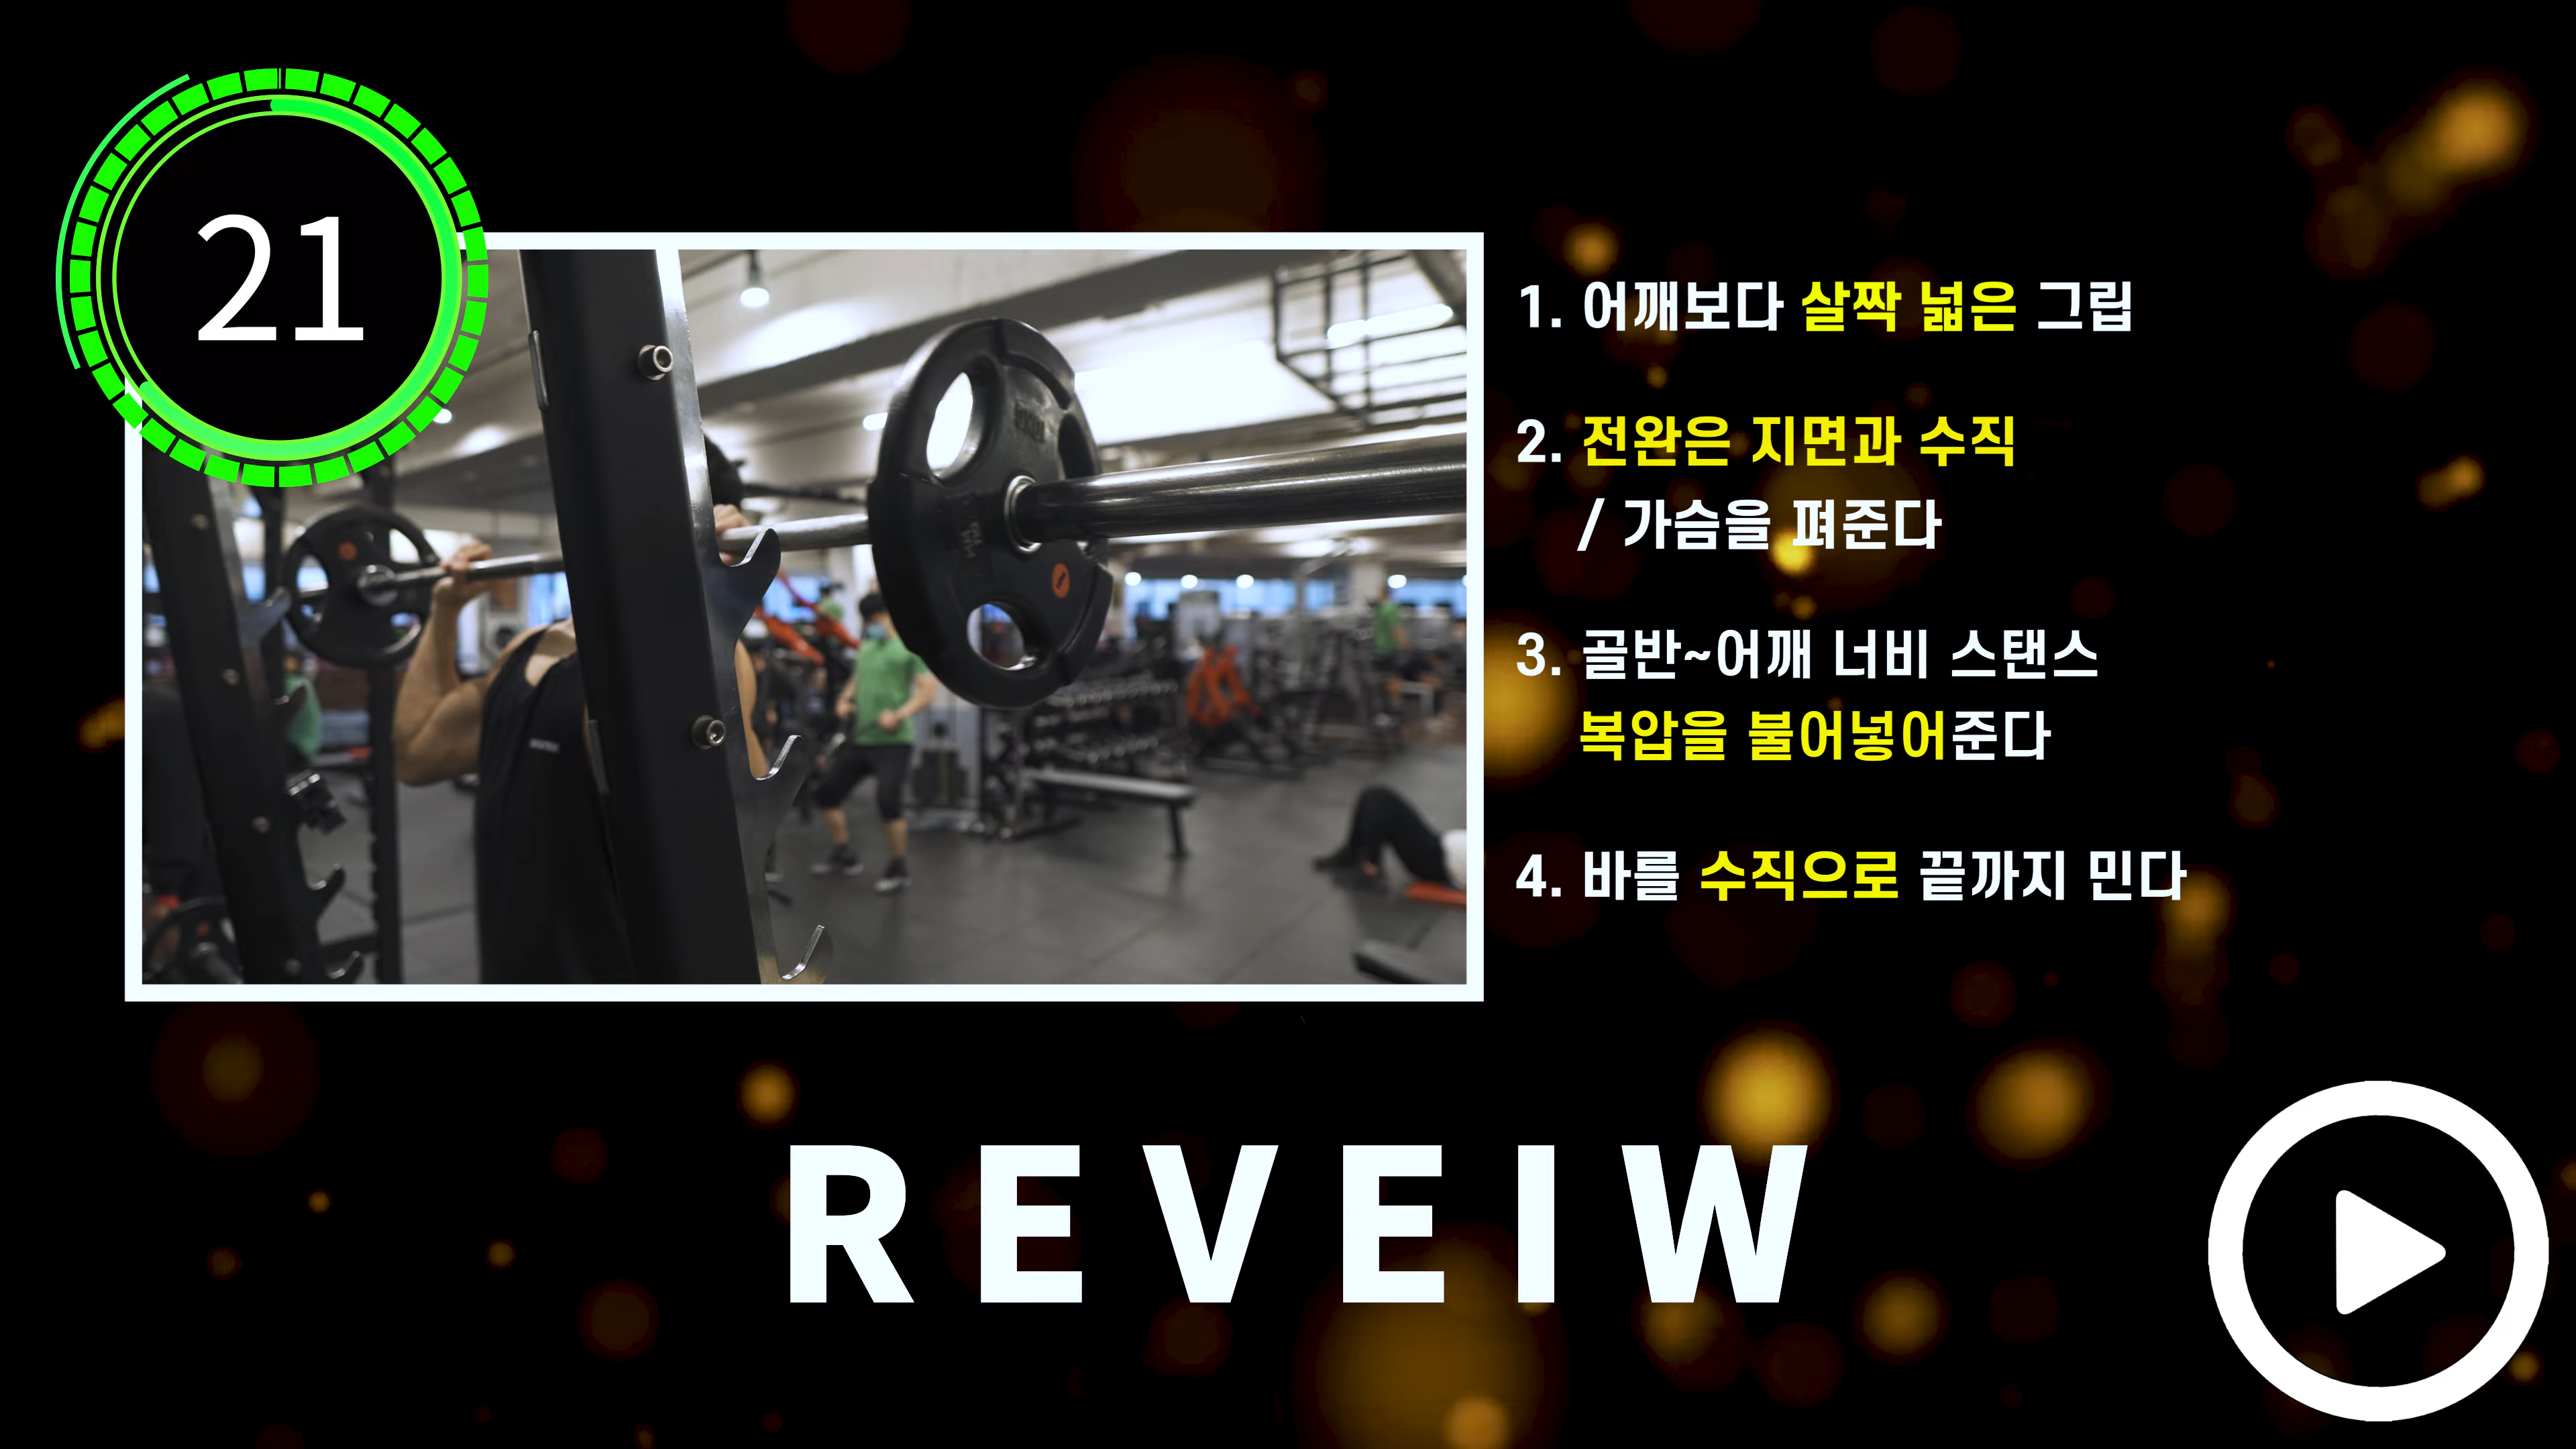 21
1. 어깨보다 살짝 넓은 그립
2. 전완은 지면과 수직
/ 가슴을 펴준다
3. 골반~어깨 너비 스탠스
복압을 불어넣어준다
4. 바를 수직으로 끝까지 민다
REVEIW